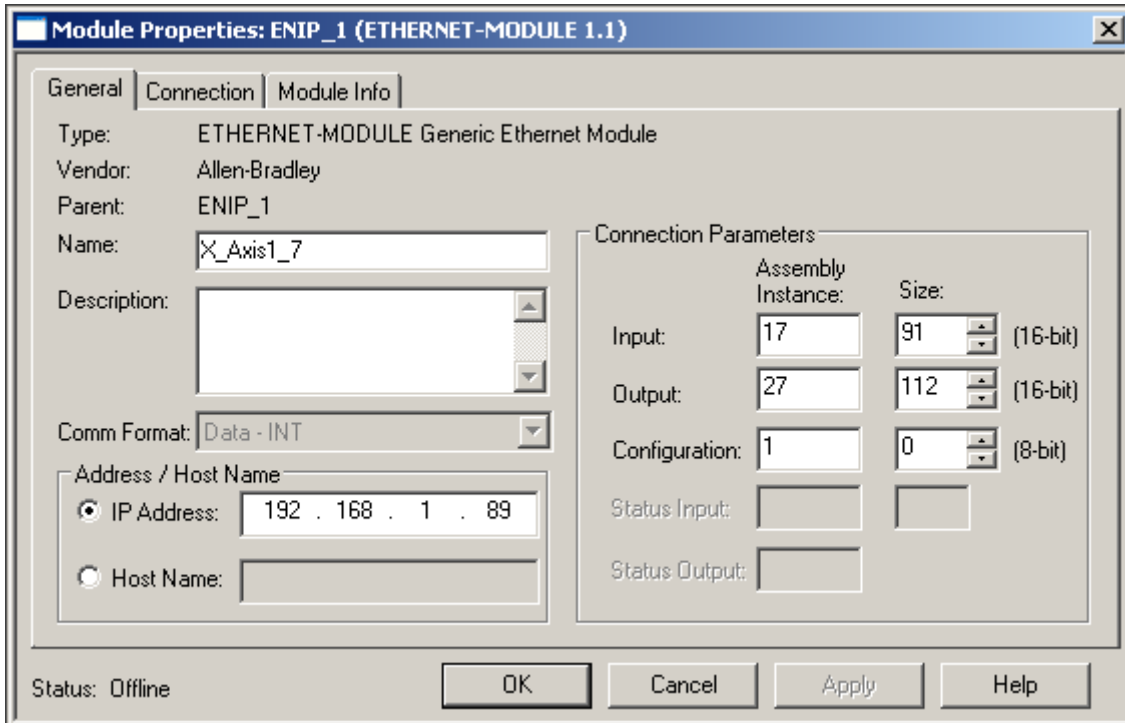 Module Properties: ENIP_1 (ETHERNET-MODULE 1.1)
General Connection Module Info
Type: ETHERNET-MODULE Generic Ethernet Module
Vendor: Allen-Bradley
Parent: ENIP_1
Name: X_Axis1_7
Description:
Comm Format: Data - INT
Address / Host Name
IP Address: 192 . 168 . 1 . 89
Host Name:
Connection Parameters
Assembly Instance: Size:
Input: 17 91 (16-bit)
Output: 27 112 (16-bit)
Configuration: 1 0 (8-bit)
Status Input:
Status Output:
Status: Offline
OK Cancel Apply Help